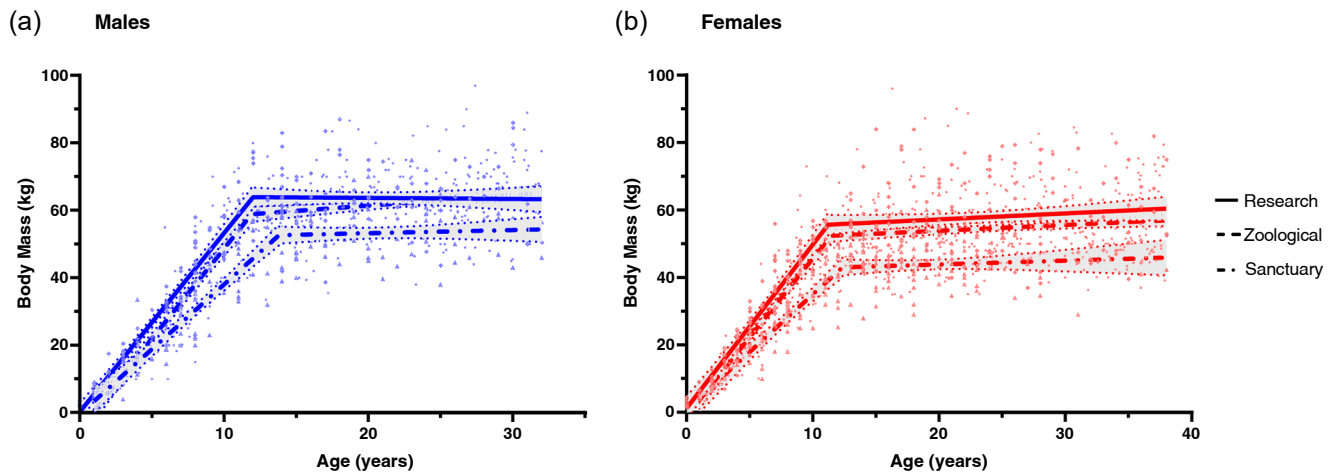 (a) Males
Body Mass (kg)
100
80
60
40
20
0
0 10 20 30
Age (years)
(b) Females
Body Mass (kg)
100
80
60
40
20
0
0 10 20 30 40
Age (years)
Research
Zoological
Sanctuary